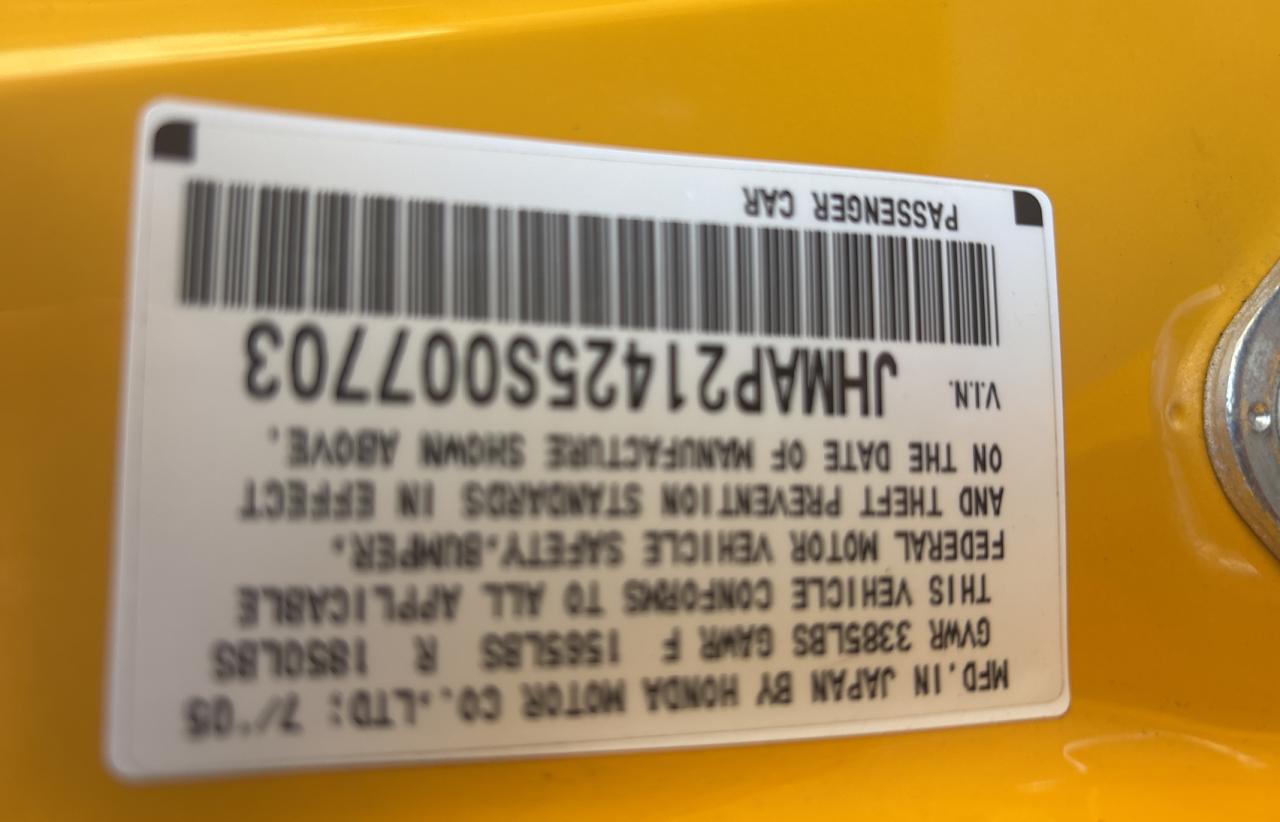 MFD.IN JAPAN BY HONDA MOTOR CO.,LTD: 7/'05
GVWR 3385LBS GAWR F 1565LBS R 1850LBS
THIS VEHICLE CONFORMS TO ALL APPLICABLE
FEDERAL MOTOR VEHICLE SAFETY.BUMPER.
AND THEFT PREVENTION STANDARDS IN EFFECT
ON THE DATE OF MANUFACTURE SHOWN ABOVE.
V.I.N. JHMAP21425S007703
PASSENGER CAR